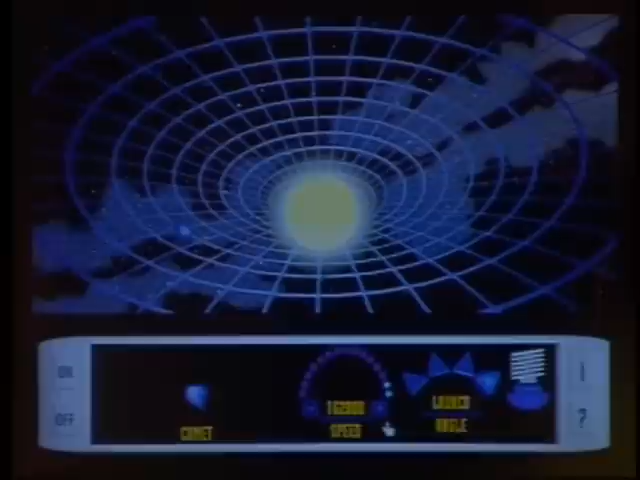 ON
OFF
COMET
SPEED
LAUNCH
ANGLE
?